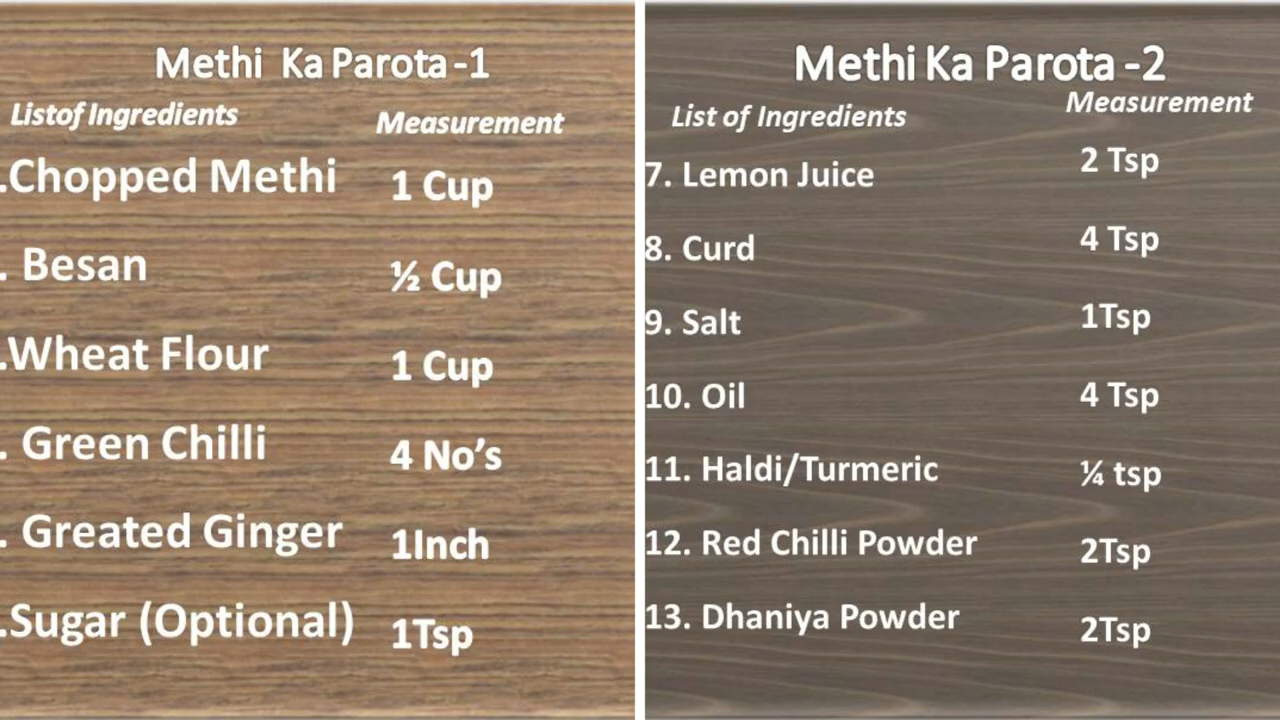 Methi Ka Parota -1
Listof Ingredients Measurement
.Chopped Methi 1 Cup
. Besan ½ Cup
.Wheat Flour 1 Cup
. Green Chilli 4 No’s
. Greated Ginger 1Inch
.Sugar (Optional) 1Tsp
Methi Ka Parota -2
List of Ingredients Measurement
7. Lemon Juice 2 Tsp
8. Curd 4 Tsp
9. Salt 1Tsp
10. Oil 4 Tsp
11. Haldi/Turmeric ¼ tsp
12. Red Chilli Powder 2Tsp
13. Dhaniya Powder 2Tsp